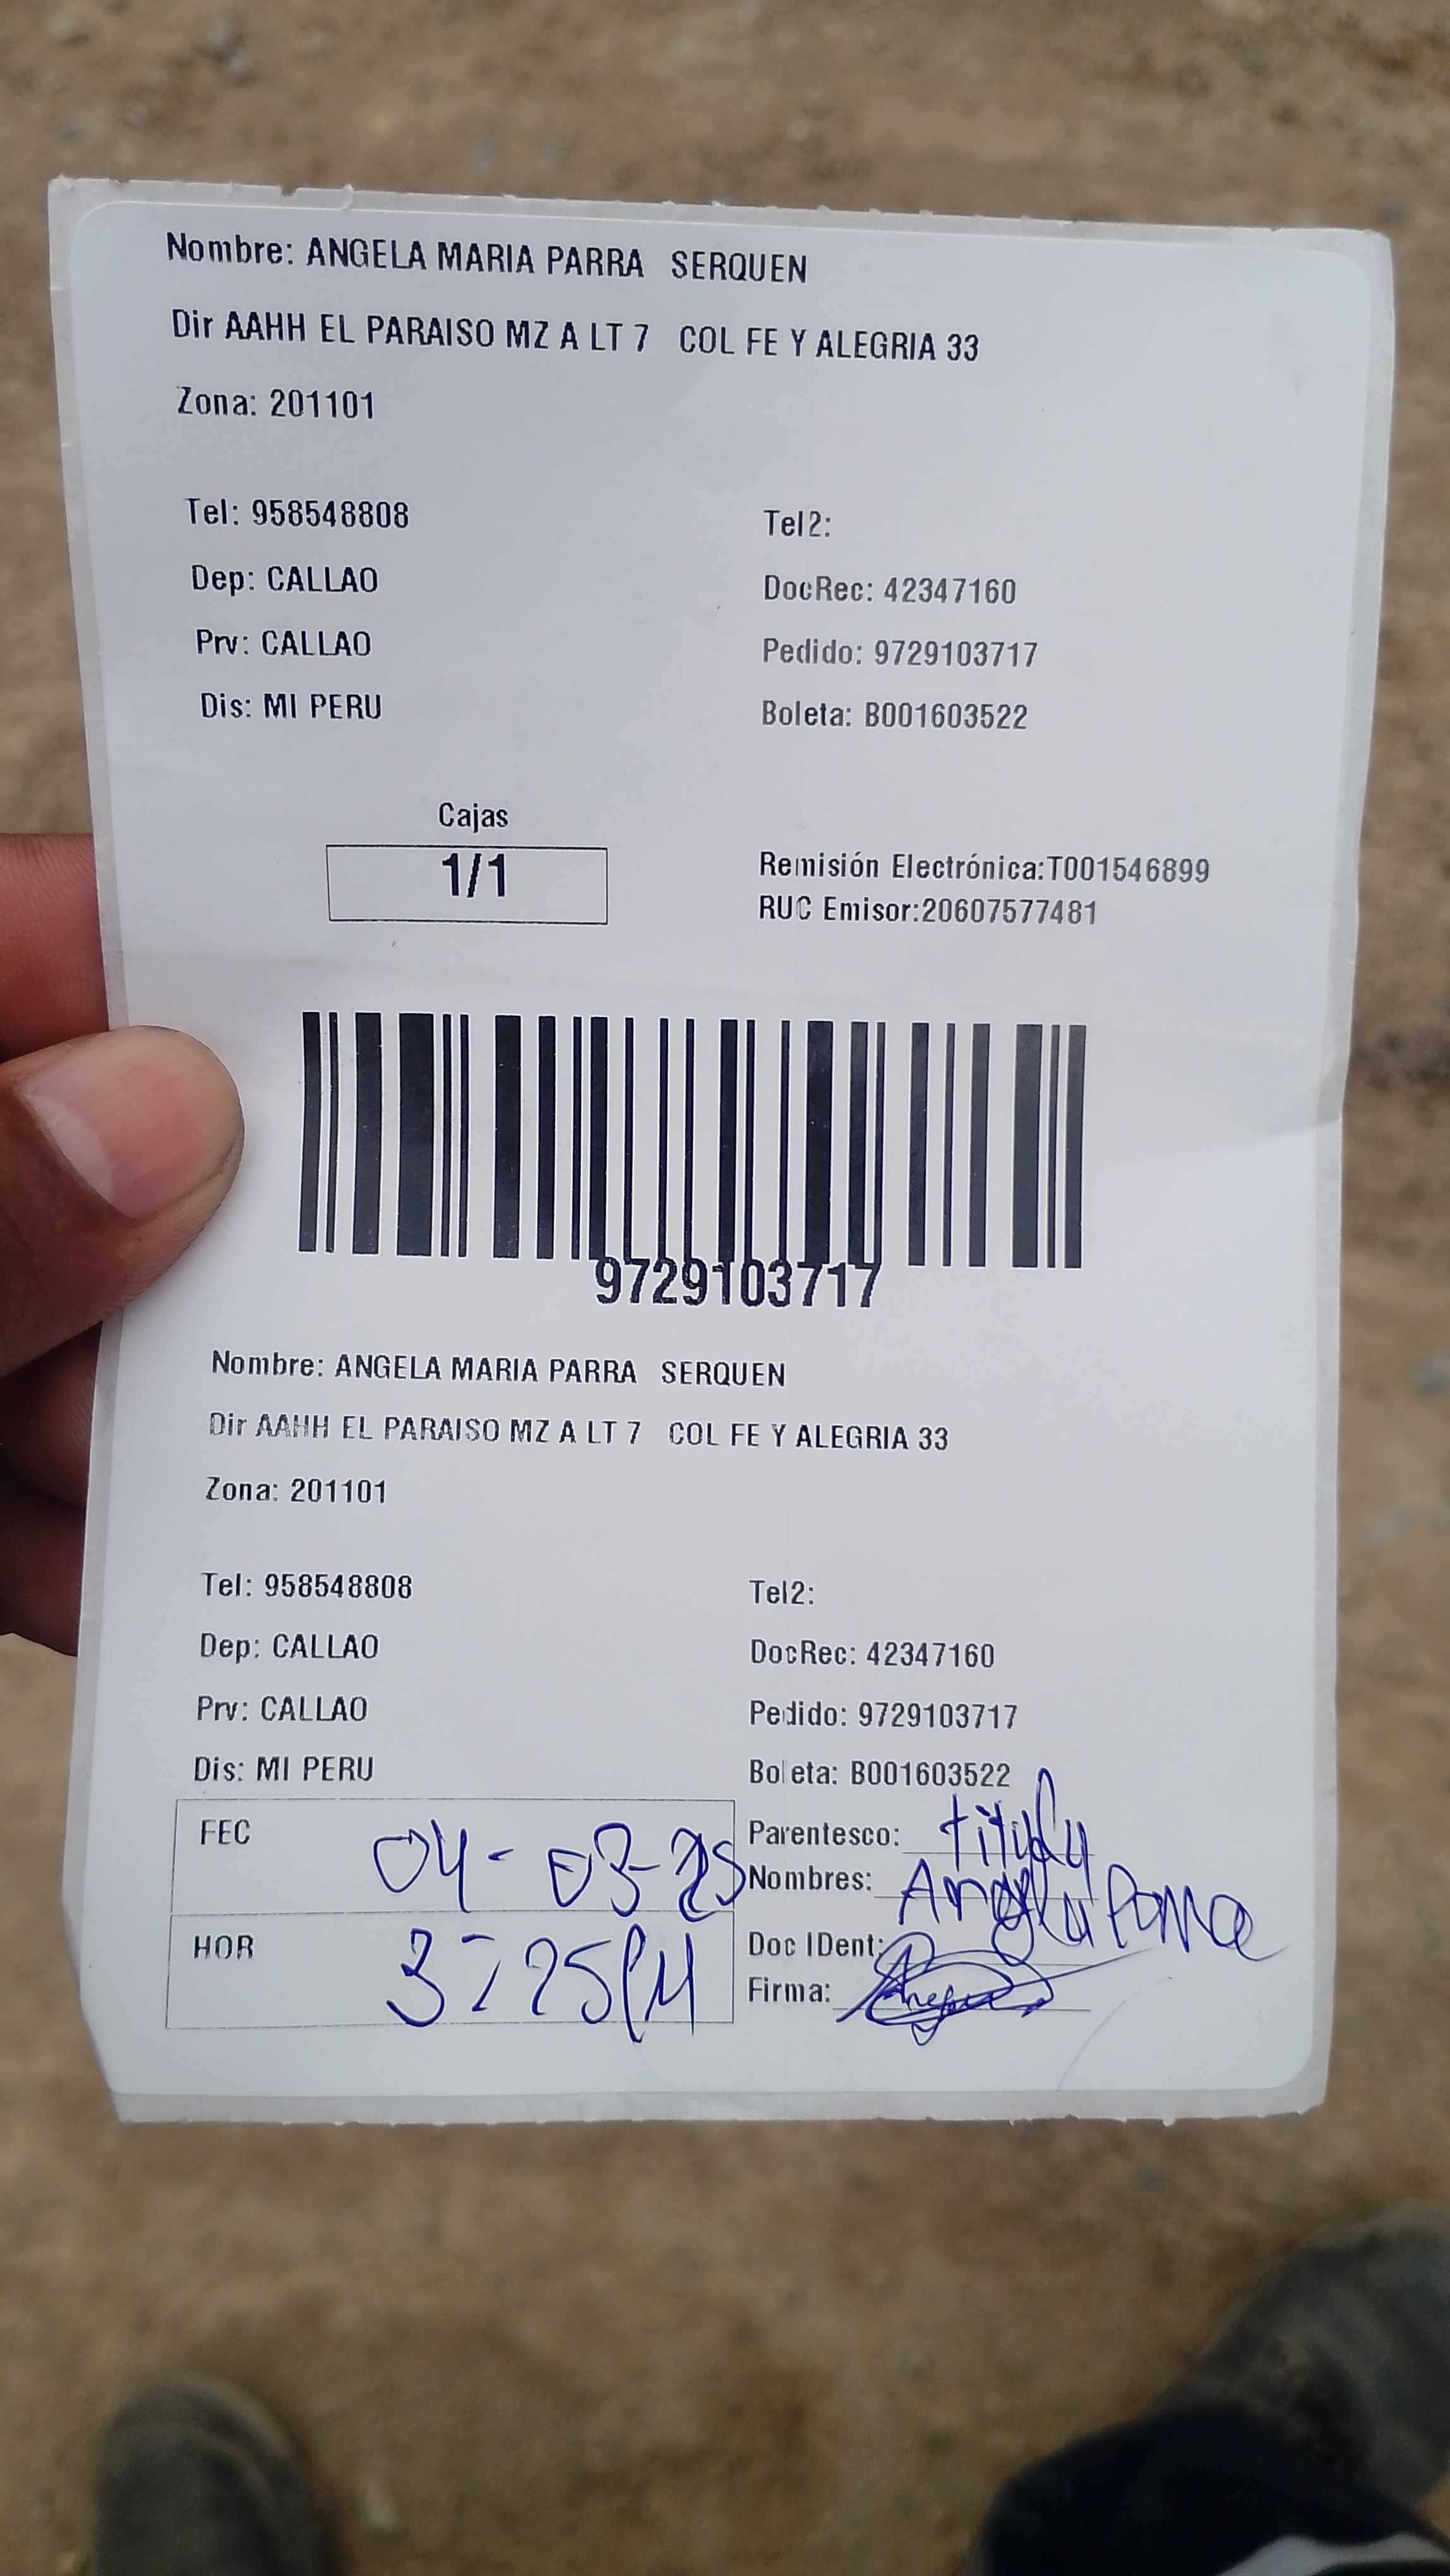 Nombre: ANGELA MARIA PARRA SERQUEN
Dir AAHH EL PARAISO MZ A LT 7 COL FE Y ALEGRIA 33
Zona: 201101
Tel: 958548808 Tel2:
Dep: CALLAO DocRec: 42347160
Prv: CALLAO Pedido: 9729103717
Dis: MI PERU Boleta: B001603522
Cajas
1/1
Remisión Electrónica:T001546899
RUC Emisor:20607577481
9729103717
Nombre: ANGELA MARIA PARRA SERQUEN
Dir AAHH EL PARAISO MZ A LT 7 COL FE Y ALEGRIA 33
Zona: 201101
Tel: 958548808 Tel2:
Dep: CALLAO DocRec: 42347160
Prv: CALLAO Pedido: 9729103717
Dis: MI PERU Boleta: B001603522
FEC 04-03-25 Parentesco:
Nombres: Angela Parra
HOR 3:25PM Doc IDent:
Firma: